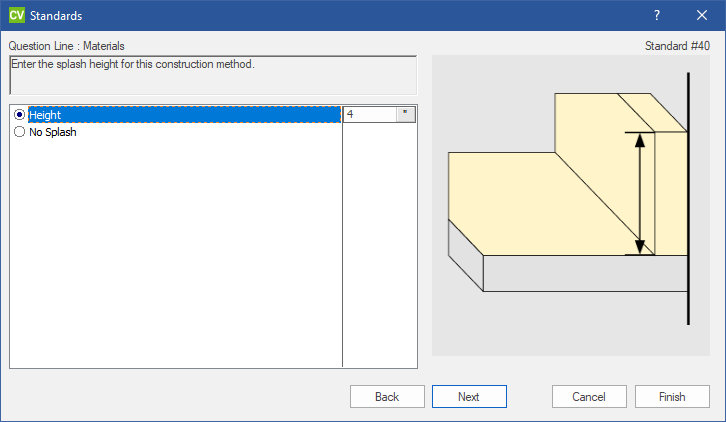 CV Standards ?
Question Line : Materials Standard #40
Enter the splash height for this construction method.
Height 4 "
No Splash
Back Next Cancel Finish